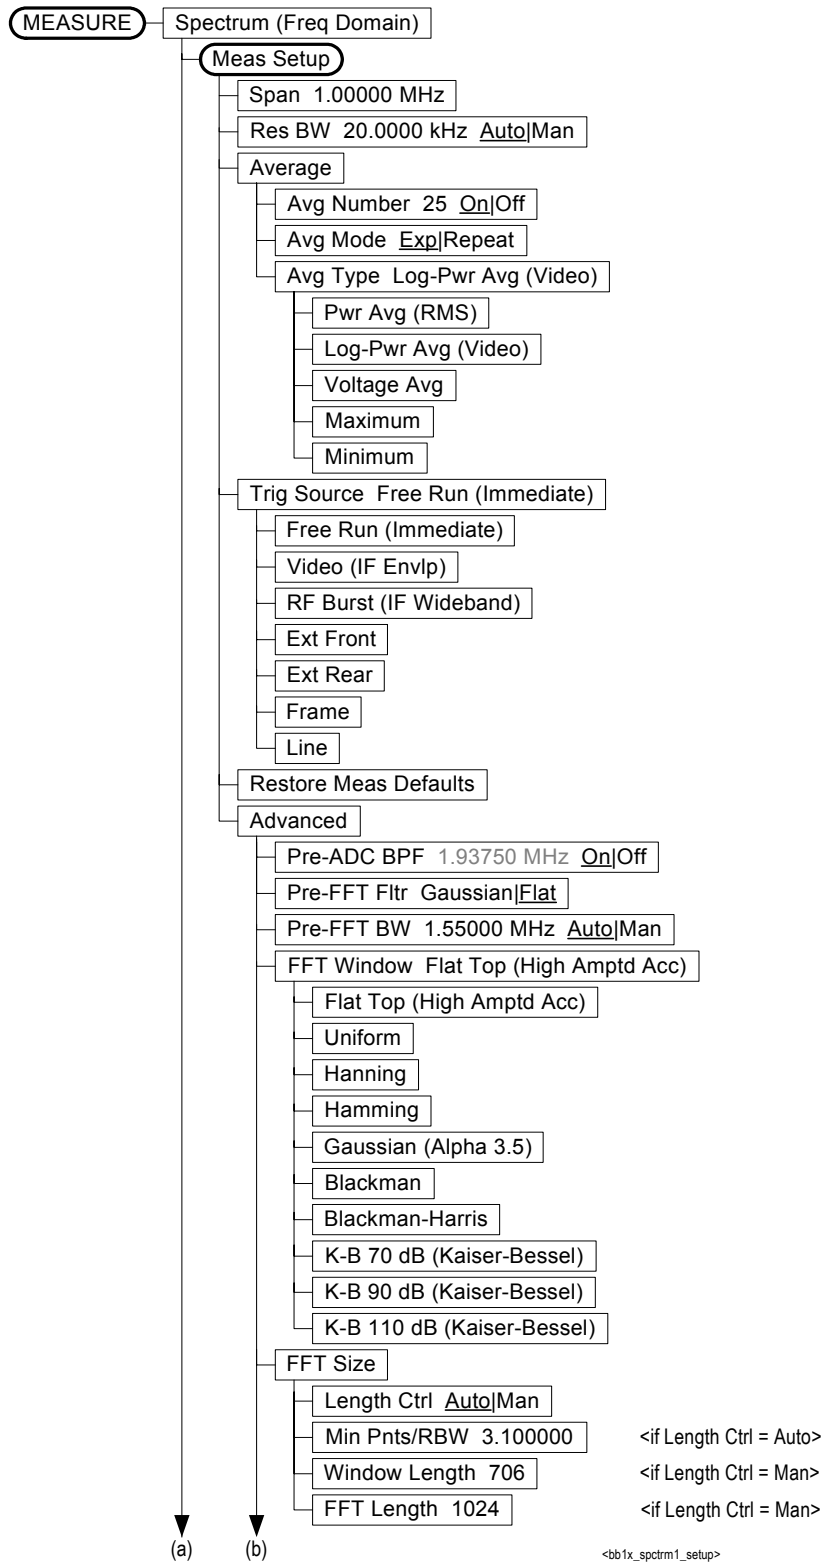 MEASURE Spectrum (Freq Domain)
Meas Setup
Span 1.00000 MHz
Res BW 20.0000 kHz Auto|Man
Average
Avg Number 25 On|Off
Avg Mode Exp|Repeat
Avg Type Log-Pwr Avg (Video)
Pwr Avg (RMS)
Log-Pwr Avg (Video)
Voltage Avg
Maximum
Minimum
Trig Source Free Run (Immediate)
Free Run (Immediate)
Video (IF Envlp)
RF Burst (IF Wideband)
Ext Front
Ext Rear
Frame
Line
Restore Meas Defaults
Advanced
Pre-ADC BPF 1.93750 MHz On|Off
Pre-FFT Fltr Gaussian|Flat
Pre-FFT BW 1.55000 MHz Auto|Man
FFT Window Flat Top (High Amptd Acc)
Flat Top (High Amptd Acc)
Uniform
Hanning
Hamming
Gaussian (Alpha 3.5)
Blackman
Blackman-Harris
K-B 70 dB (Kaiser-Bessel)
K-B 90 dB (Kaiser-Bessel)
K-B 110 dB (Kaiser-Bessel)
FFT Size
Length Ctrl Auto|Man
Min Pnts/RBW 3.100000 <if Length Ctrl = Auto>
Window Length 706 <if Length Ctrl = Man>
FFT Length 1024 <if Length Ctrl = Man>
(a) (b) <bb1x_spctrm1_setup>